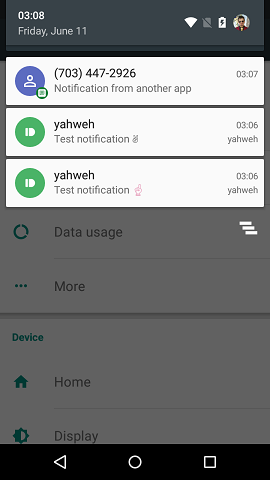 03:08
Friday, June 11
(703) 447-2926 03:07
Notification from another app
yahweh 03:06
Test notification ✌ yahweh
yahweh 03:06
Test notification ☝ yahweh
Data usage
More
Device
Home
Display